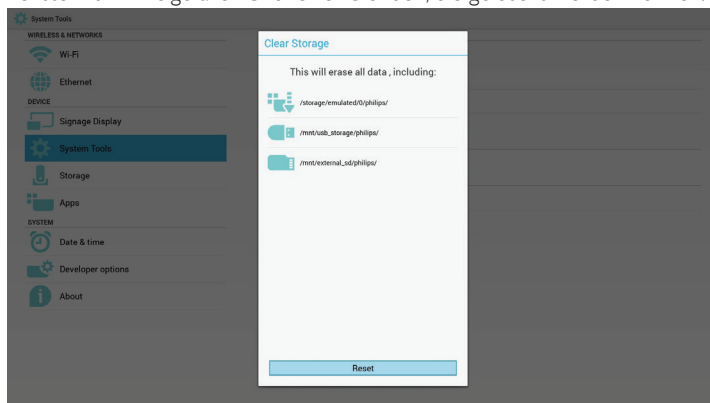 System Tools
WIRELESS & NETWORKS
Wi-Fi
Ethernet
DEVICE
Signage Display
System Tools
Storage
Apps
SYSTEM
Date & time
Developer options
About
Clear Storage
This will erase all data , including:
/storage/emulated/0/philips/
/mnt/usb_storage/philips/
/mnt/external_sd/philips/
Reset